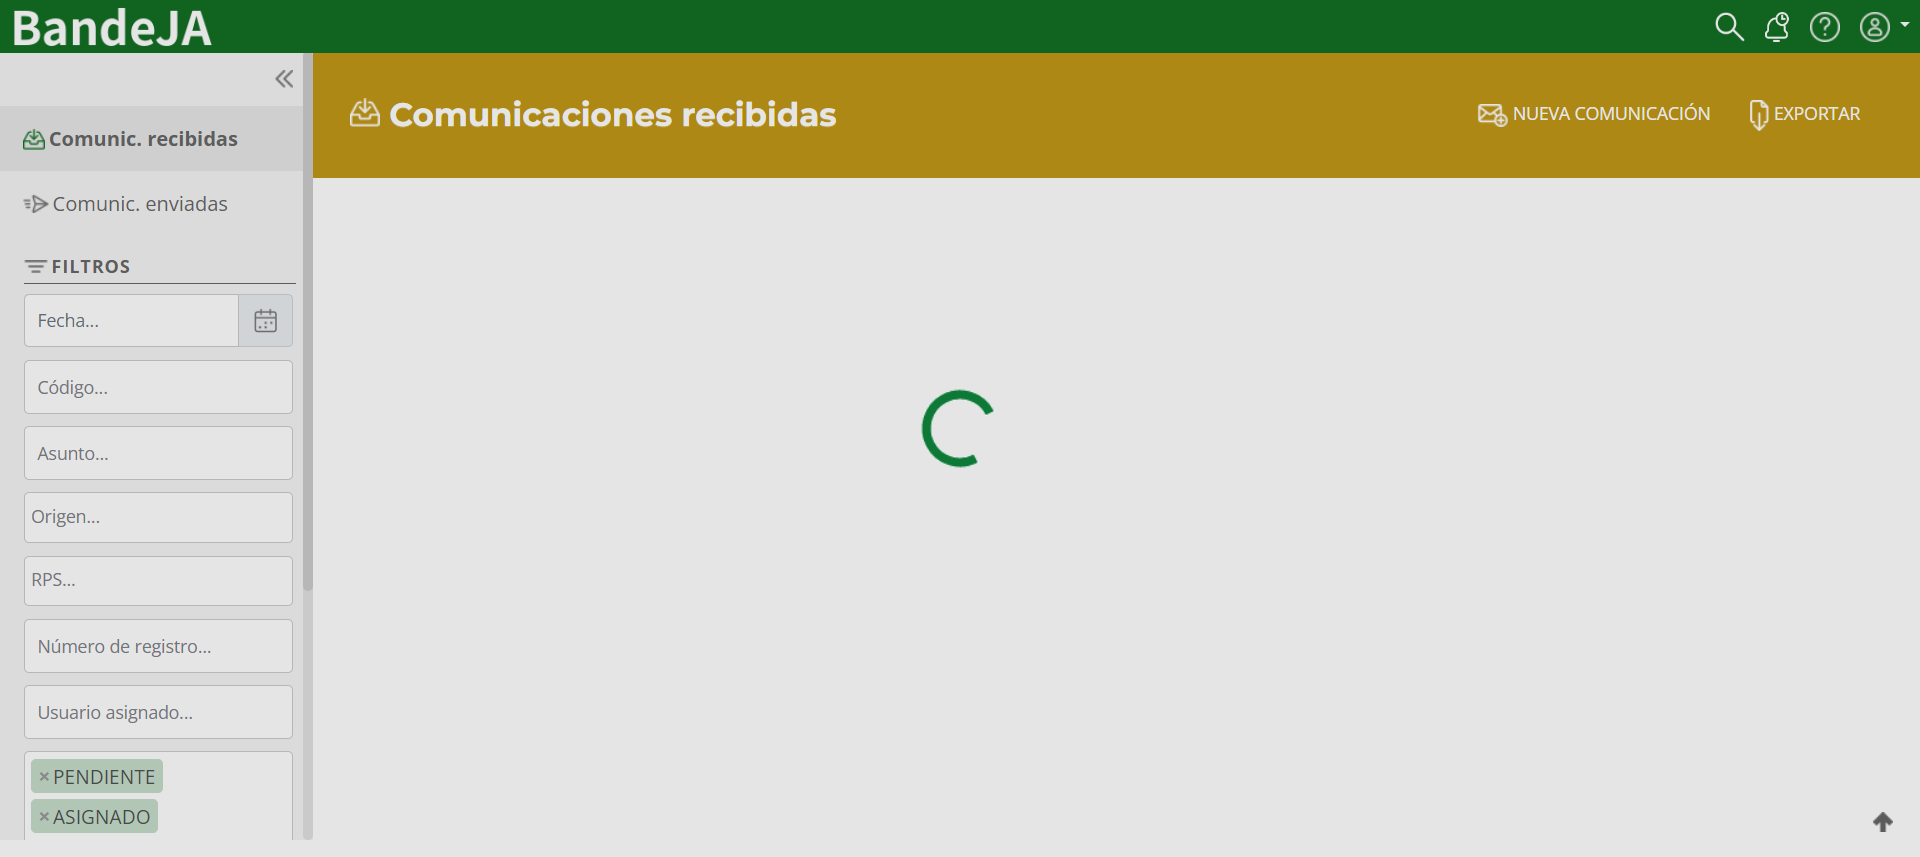 BandeJA
Comunic. recibidas
Comunic. enviadas
FILTROS
Fecha...
Código...
Asunto...
Origen...
RPS...
Número de registro...
Usuario asignado...
×PENDIENTE
×ASIGNADO
Comunicaciones recibidas
NUEVA COMUNICACIÓN
EXPORTAR